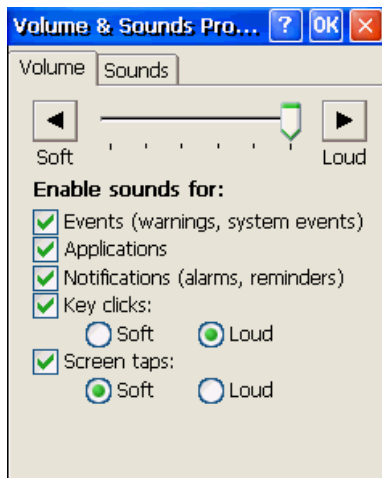 Volume & Sounds Pro... ? OK
Volume Sounds
Soft Loud
Enable sounds for:
Events (warnings, system events)
Applications
Notifications (alarms, reminders)
Key clicks:
Soft Loud
Screen taps:
Soft Loud